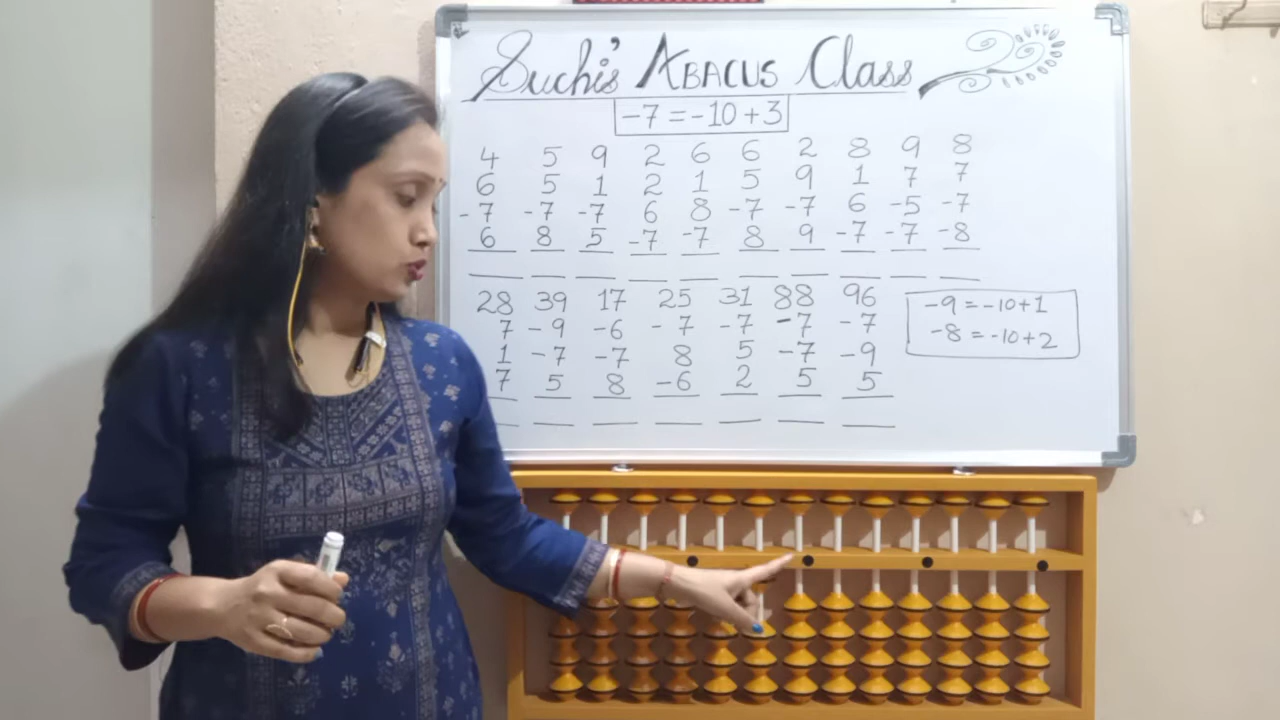 Suchi's ABACUS Class
-7 = -10 + 3
4 5 9 2 6 6 2 8 9 8
6 5 1 2 1 5 9 1 7 7
-7 -7 -7 6 8 -7 -7 6 -5 -7
6 8 5 -7 -7 8 9 -7 -7 -8
28 39 17 25 31 88 96
7 -9 -6 -7 -7 -7 -7
1 -7 -7 8 5 -7 -9
7 5 8 -6 2 5 5
-9 = -10+1
-8 = -10+2